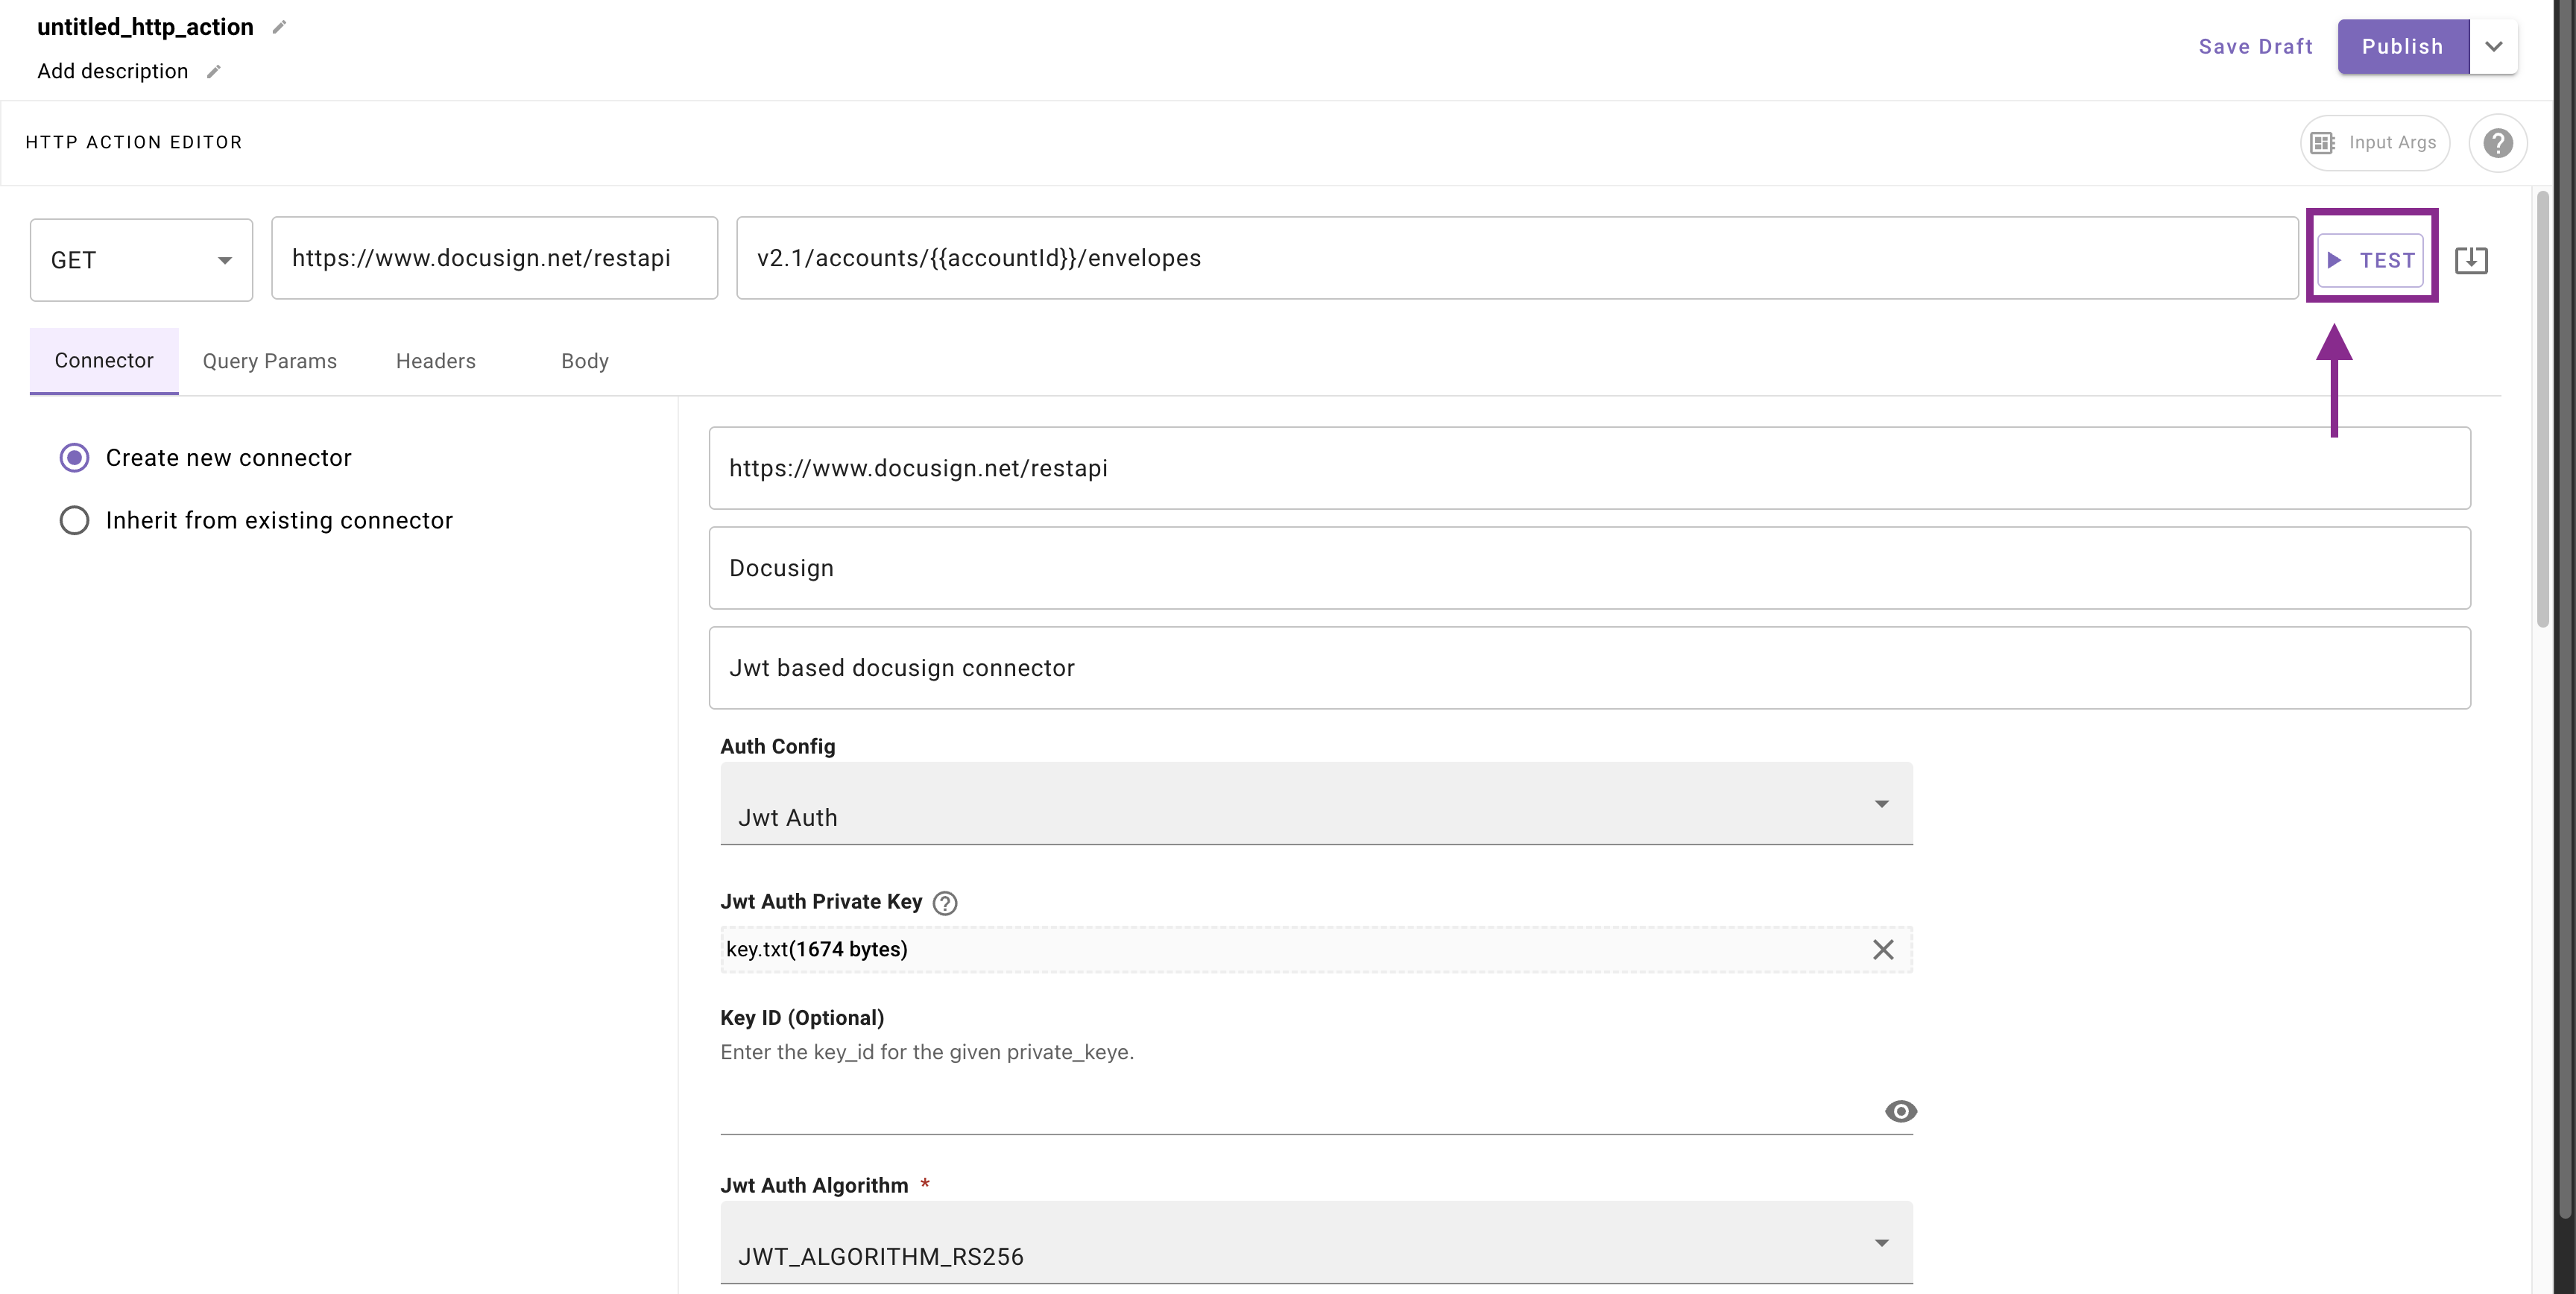 untitled_http_action
Add description
Save Draft
Publish
HTTP ACTION EDITOR
Input Args
GET
https://www.docusign.net/restapi
v2.1/accounts/{{accountId}}/envelopes
TEST
Connector
Query Params
Headers
Body
Create new connector
Inherit from existing connector
https://www.docusign.net/restapi
Docusign
Jwt based docusign connector
Auth Config
Jwt Auth
Jwt Auth Private Key
key.txt(1674 bytes)
Key ID (Optional)
Enter the key_id for the given private_keye.
Jwt Auth Algorithm *
JWT_ALGORITHM_RS256